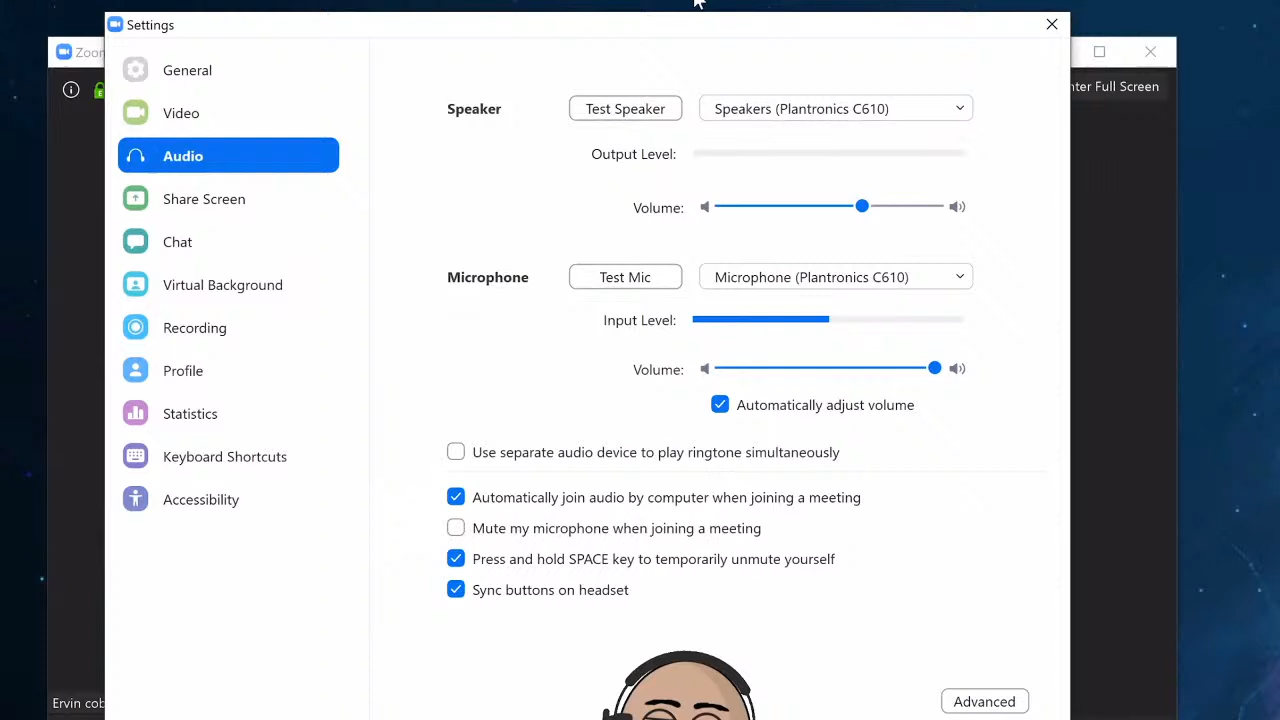 Settings
Zoom
Enter Full Screen
General
Video
Audio
Share Screen
Chat
Virtual Background
Recording
Profile
Statistics
Keyboard Shortcuts
Accessibility
Speaker
Test Speaker
Speakers (Plantronics C610)
Output Level:
Volume:
Microphone
Test Mic
Microphone (Plantronics C610)
Input Level:
Volume:
Automatically adjust volume
Use separate audio device to play ringtone simultaneously
Automatically join audio by computer when joining a meeting
Mute my microphone when joining a meeting
Press and hold SPACE key to temporarily unmute yourself
Sync buttons on headset
Advanced
Ervin cob